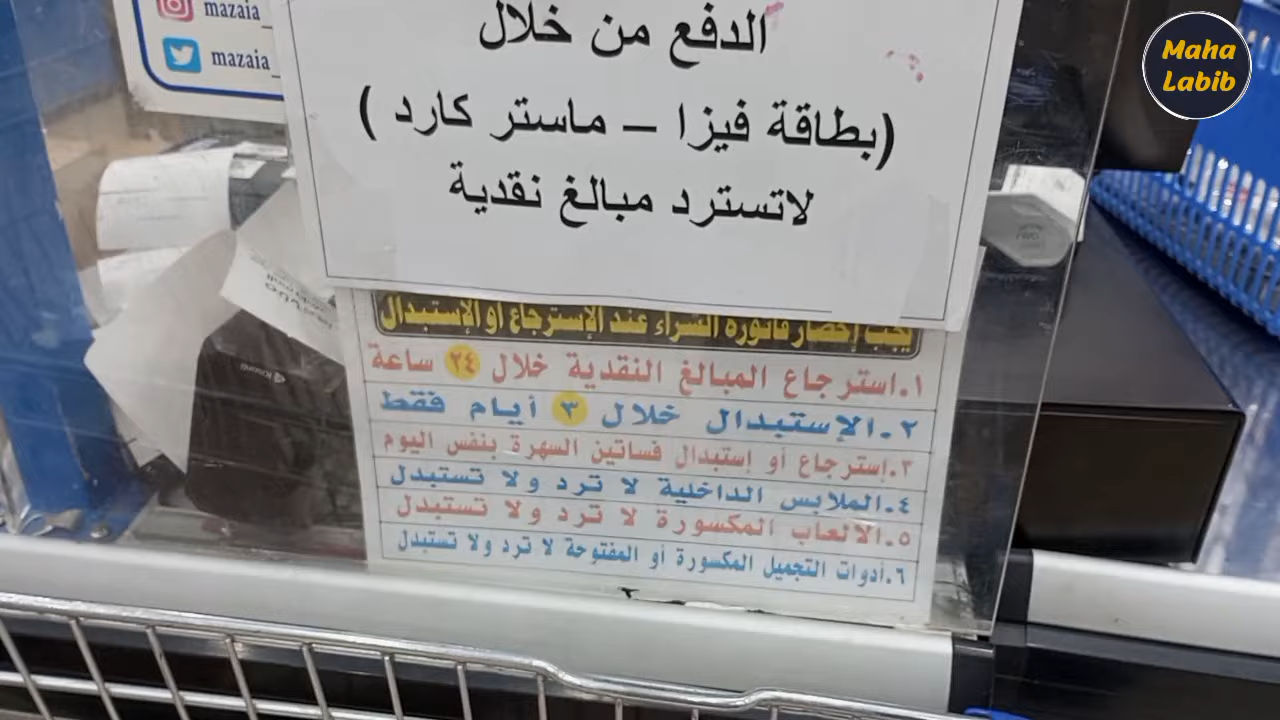 mazaia_
mazaia_
Maha
Labib
الدفع من خلال
(بطاقة فيزا – ماستر كارد )
لاتسترد مبالغ نقدية
يجب إحضار فاتورة الشراء عند الإسترجاع او الإستبدال
١.استرجاع المبالغ النقدية خلال ٢٤ ساعة
٢.الإستبدال خلال ٣ أيام فقط
٣.إسترجاع أو إستبدال فساتين السهرة بنفس اليوم
٤.الملابس الداخلية لا ترد ولا تستبدل
٥.الالعاب المكسورة لا ترد ولا تستبدل
٦.أدوات التجميل المكسورة أو المفتوحة لا ترد ولا تستبدل